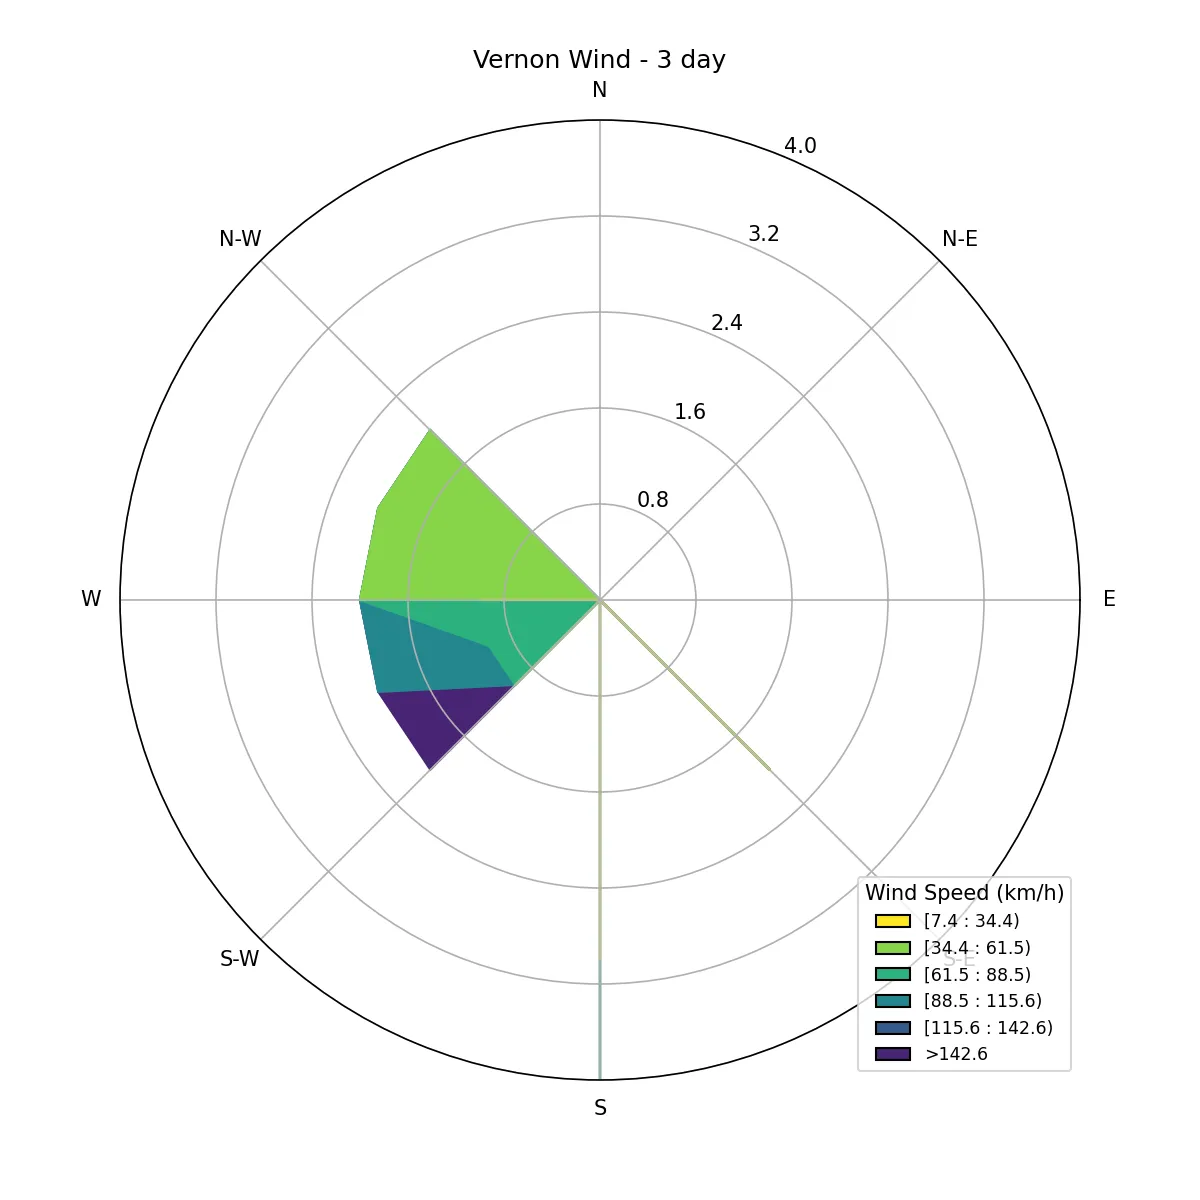 Vernon Wind - 3 day
N
4.0
3.2
N-W
N-E
2.4
1.6
0.8
W
E
Wind Speed (km/h)
[7.4 : 34.4)
[34.4 : 61.5)
S-W
S-E
[61.5 : 88.5)
[88.5 : 115.6)
[115.6 : 142.6)
>142.6
S